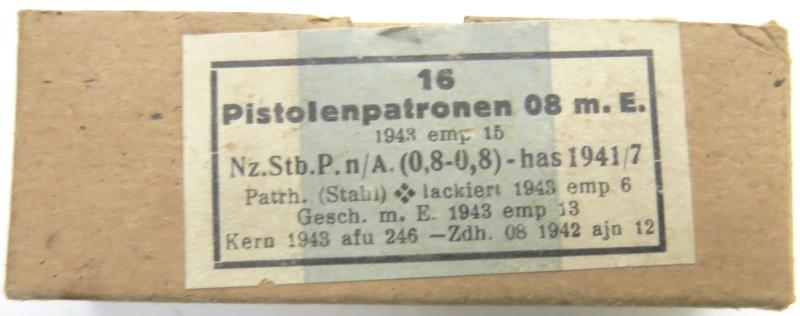 16
Pistolenpatronen 08 m. E.
1943 emp 15
Nz.Stb.P.n/A.(0,8-0,8)-has 1941/7
Patrh. (Stahl) ❖ lackiert 1943 emp 6
Gesch. m. E. 1943 emp 13
Kern 1943 afu 246 —Zdh. 08 1942 ajn 12